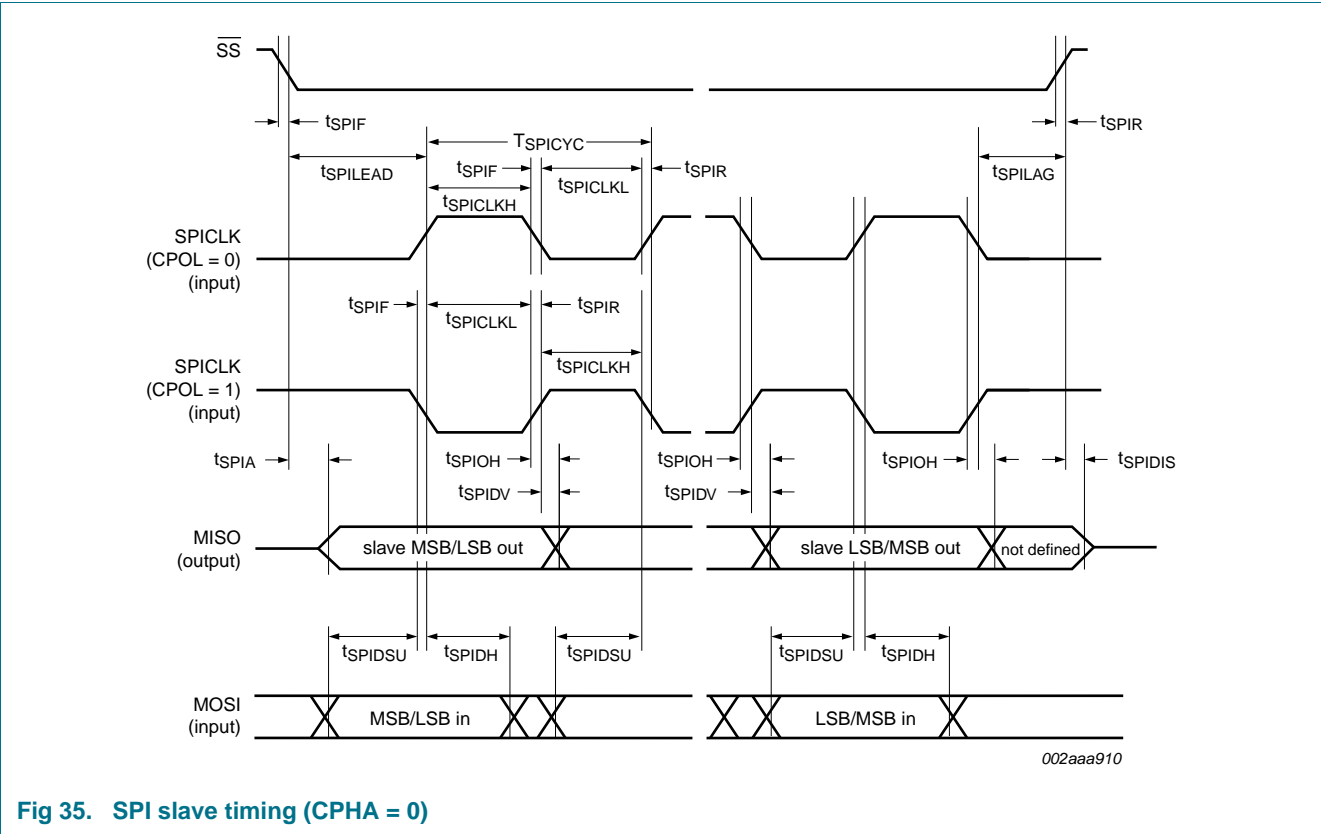 SS
tSPIF
tSPIR
TSPICYC
tSPILEAD
tSPIF
tSPICLKL
tSPIR
tSPILAG
tSPICLKH
SPICLK
(CPOL = 0)
(input)
tSPIF
tSPICLKL
tSPIR
tSPICLKH
SPICLK
(CPOL = 1)
(input)
tSPIA
tSPIOH
tSPIOH
tSPIOH
tSPIDIS
tSPIDV
tSPIDV
MISO
(output)
slave MSB/LSB out
slave LSB/MSB out
not defined
tSPIDSU
tSPIDH
tSPIDSU
tSPIDSU
tSPIDH
MOSI
(input)
MSB/LSB in
LSB/MSB in
002aaa910
Fig 35. SPI slave timing (CPHA = 0)